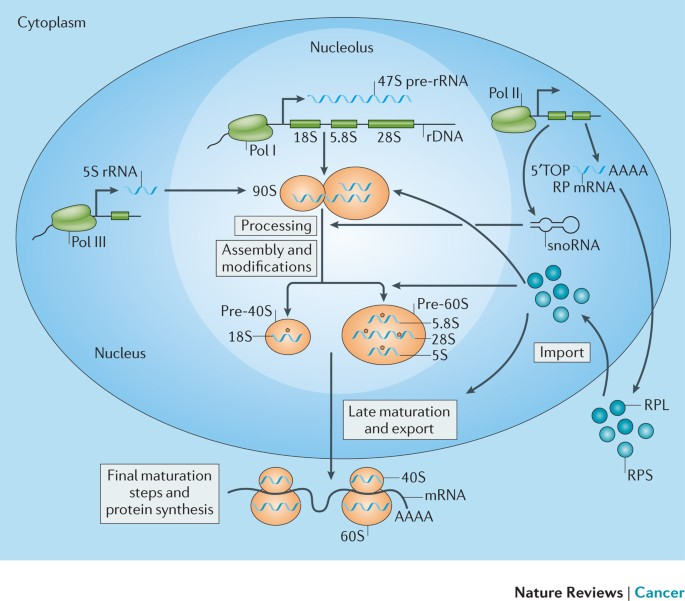 Cytoplasm
Nucleolus
47S pre-rRNA
Pol II
Pol I
18S
5.8S
28S
rDNA
5S rRNA
5′TOP
AAAA
RP mRNA
90S
Pol III
Processing
snoRNA
Assembly and
modifications
Pre-40S
Pre-60S
18S
5.8S
28S
5S
Nucleus
Import
Late maturation
and export
RPL
RPS
Final maturation
steps and
protein synthesis
40S
mRNA
AAAA
60S
Nature Reviews | Cancer